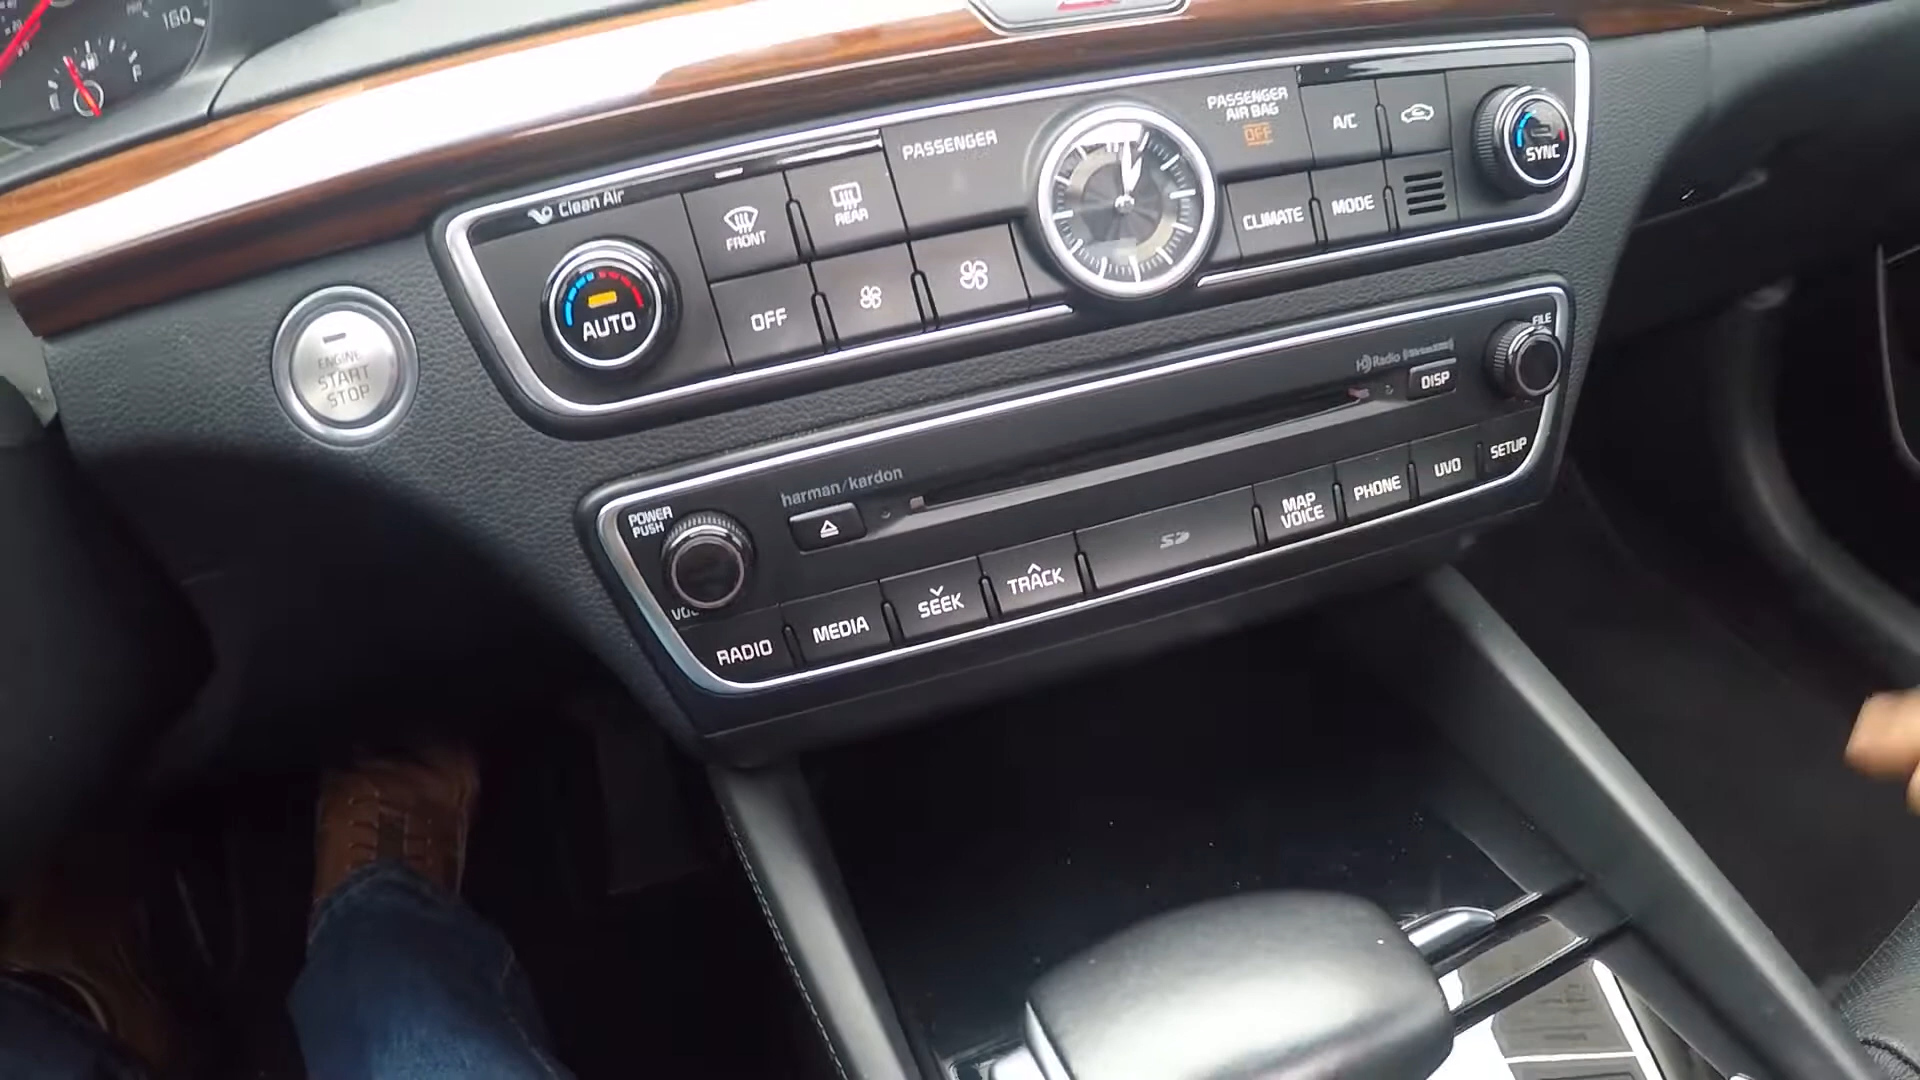 160
F
Clean Air
FRONT
REAR
PASSENGER
PASSENGER
AIR BAG
OFF
A/C
SYNC
AUTO
OFF
CLIMATE
MODE
ENGINE
START
STOP
HD Radio
FILE
DISP
harman/kardon
POWER
PUSH
RADIO
MEDIA
SEEK
TRACK
SD
MAP
VOICE
PHONE
UVO
SETUP